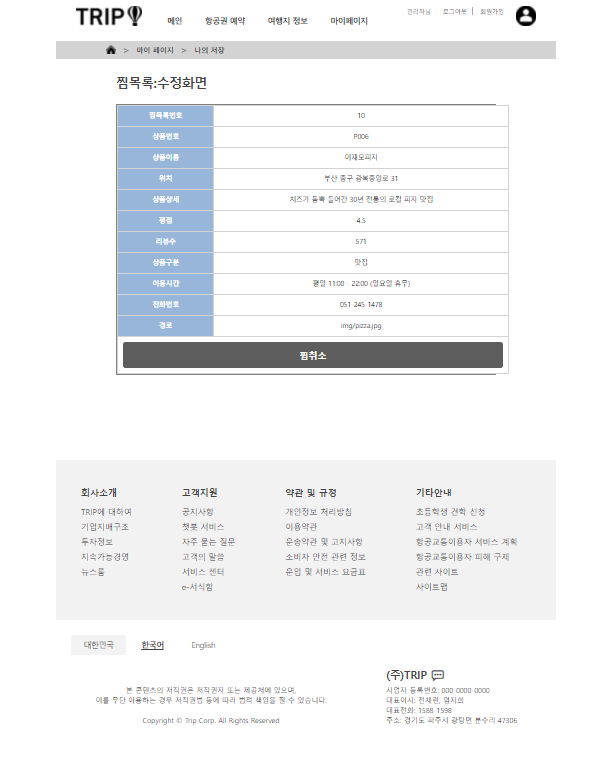 TRIP
메인 항공권 예약 여행지 정보 마이페이지
관리자님 로그아웃 | 회원가입
> 마이 페이지 > 나의 저장
찜목록:수정화면
찜목록번호 10
상품번호 P006
상품이름 이재모피자
위치 부산 중구 광복중앙로 31
상품상세 치즈가 듬뿍 들어간 30년 전통의 로컬 피자 맛집
평점 4.5
리뷰수 571
상품구분 맛집
이용시간 평일 11:00 - 22:00 (일요일 휴무)
전화번호 051-245-1478
경로 img/pizza.jpg
찜취소
회사소개
TRIP에 대하여
기업지배구조
투자정보
지속가능경영
뉴스룸
고객지원
공지사항
챗봇 서비스
자주 묻는 질문
고객의 말씀
서비스 센터
e-서식함
약관 및 규정
개인정보 처리방침
이용약관
운송약관 및 고지사항
소비자 안전 관련 정보
운임 및 서비스 요금표
기타안내
초등학생 견학 신청
고객 안내 서비스
항공교통이용자 서비스 계획
항공교통이용자 피해 구제
관련 사이트
사이트맵
대한민국 한국어 English
본 콘텐츠의 저작권은 저작권자 또는 제공처에 있으며,
이를 무단 이용하는 경우 저작권법 등에 따라 법적 책임을 질 수 있습니다.
Copyright © Trip Corp. All Rights Reserved
(주)TRIP
사업자 등록번호: 000-0000-0000
대표이사: 전채린, 엄지희
대표전화: 1588-1598
주소: 경기도 파주시 광탄면 분수리 47306